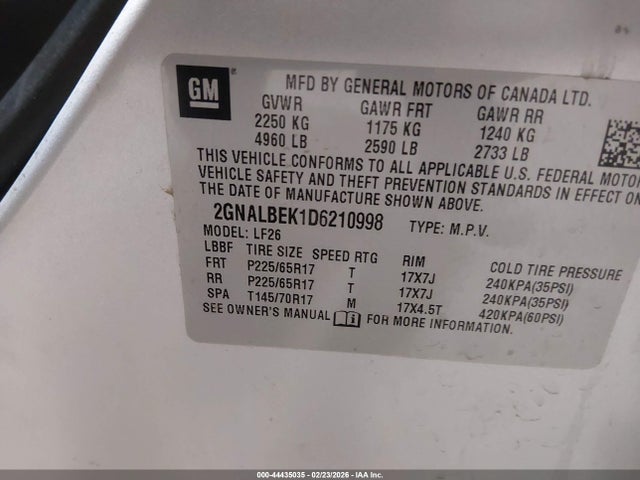 GM
MFD BY GENERAL MOTORS OF CANADA LTD.
GVWR GAWR FRT GAWR RR
2250 KG 1175 KG 1240 KG
4960 LB 2590 LB 2733 LB
THIS VEHICLE CONFORMS TO ALL APPLICABLE U.S. FEDERAL MOTOR
VEHICLE SAFETY AND THEFT PREVENTION STANDARDS IN EFFECT ON
THE DATE OF MANUFACTURE SHOWN ABOVE.
2GNALBEK1D6210998 TYPE: M.P.V.
MODEL: LF26
LBBF TIRE SIZE SPEED RTG RIM COLD TIRE PRESSURE
FRT P225/65R17 T 17X7J 240KPA(35PSI)
RR P225/65R17 T 17X7J 240KPA(35PSI)
SPA T145/70R17 M 17X4.5T 420KPA(60PSI)
SEE OWNER'S MANUAL FOR MORE INFORMATION.
000-44435035 - 02/23/2026 - IAA Inc.